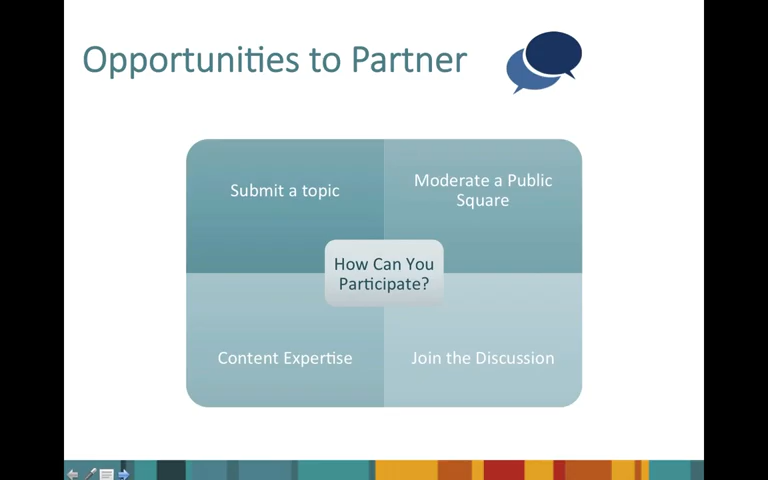 Opportunities to Partner
Submit a topic
Moderate a Public
Square
How Can You
Participate?
Content Expertise
Join the Discussion